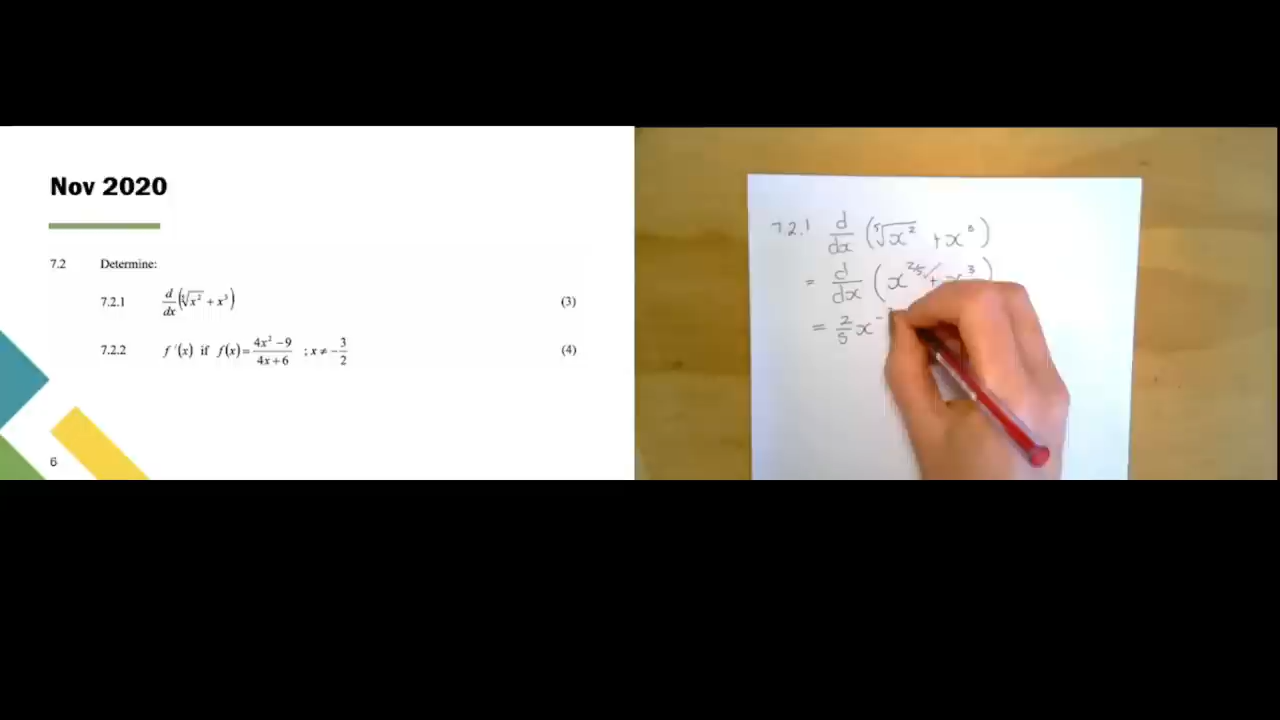 Nov 2020
7.2 Determine:
7.2.1 d/dx (⁵√x² + x³) (3)
7.2.2 f ′(x) if f(x) = (4x² − 9)/(4x + 6) ; x ≠ − 3/2 (4)
6
7.2.1 d/dx (⁵√x² + x³)
= d/dx (x^2/5 + x³)
= 2/5 x⁻